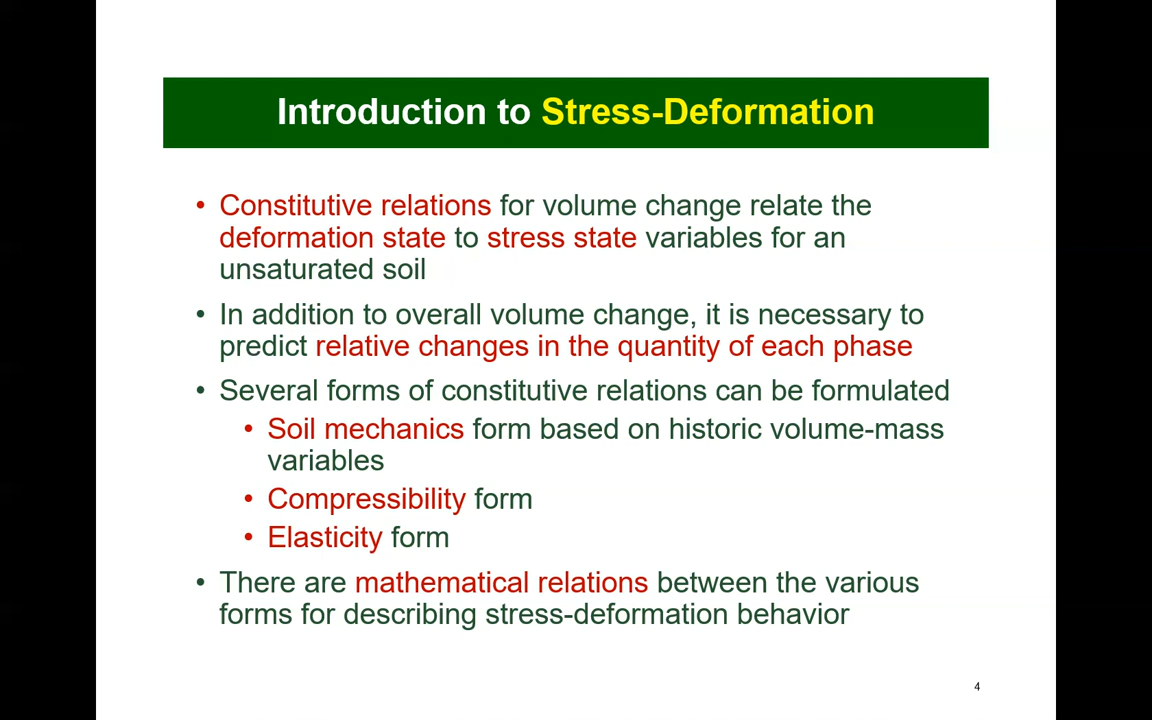 Introduction to Stress-Deformation
• Constitutive relations for volume change relate the
deformation state to stress state variables for an
unsaturated soil
• In addition to overall volume change, it is necessary to
predict relative changes in the quantity of each phase
• Several forms of constitutive relations can be formulated
• Soil mechanics form based on historic volume-mass
variables
• Compressibility form
• Elasticity form
• There are mathematical relations between the various
forms for describing stress-deformation behavior
4